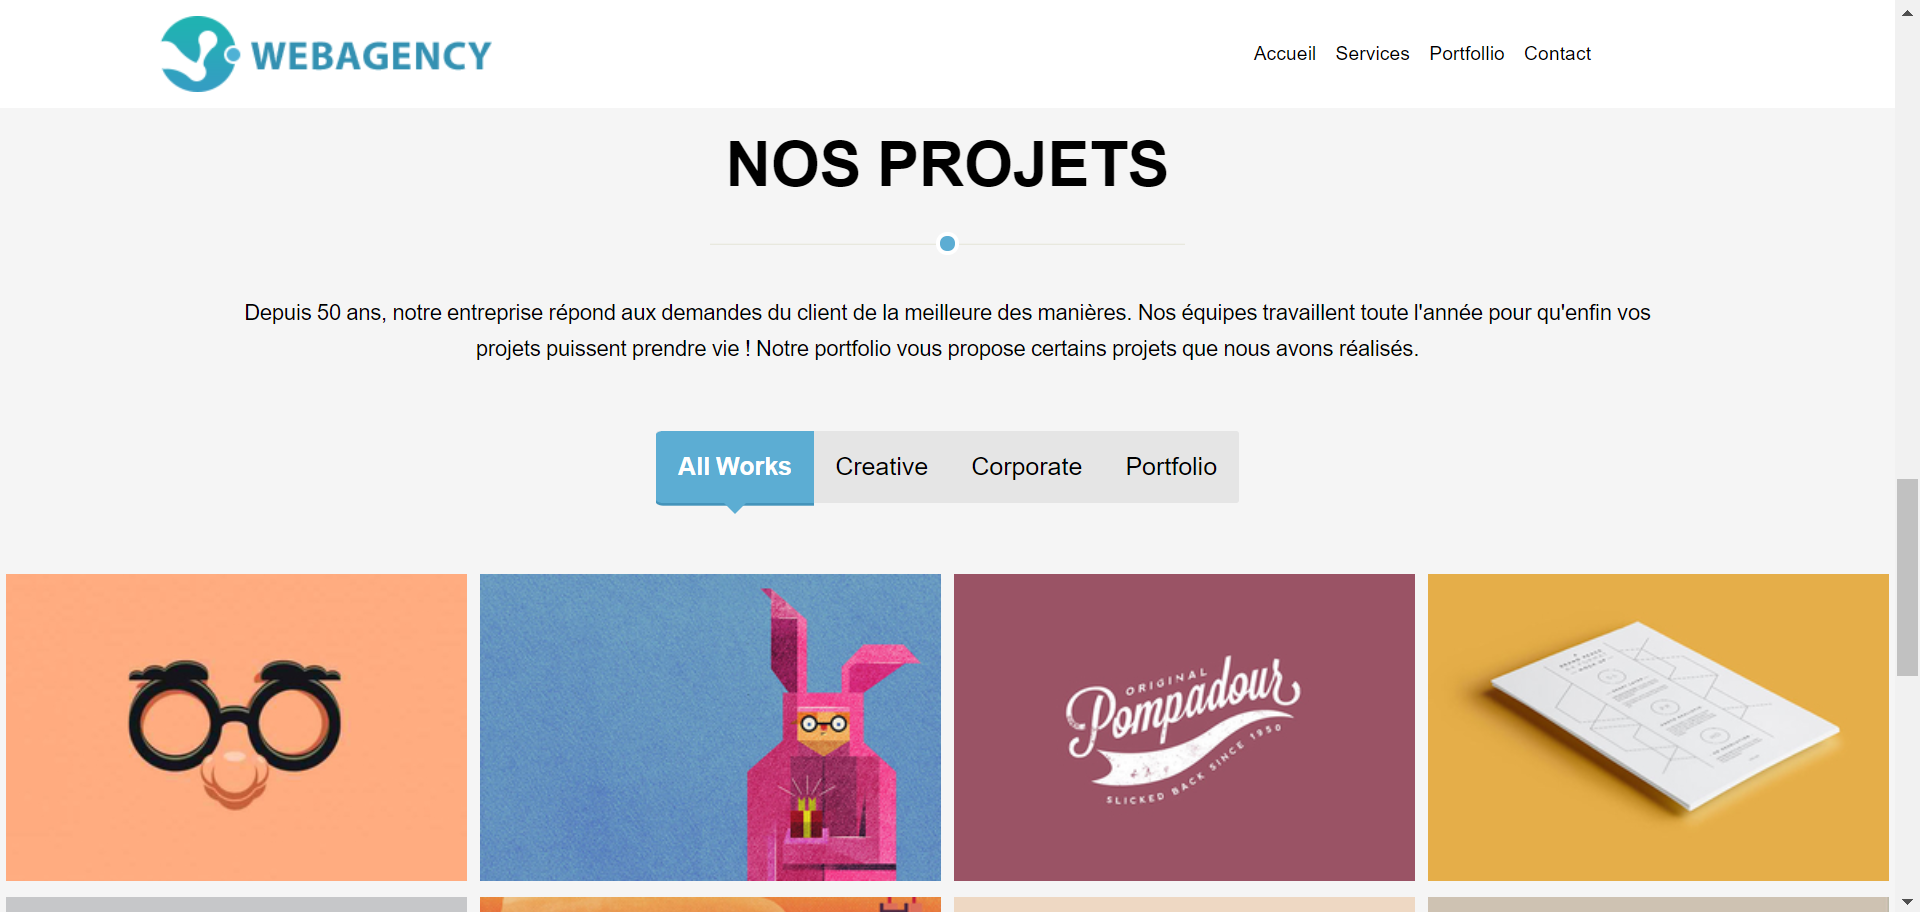 WEBAGENCY
Accueil Services Portfollio Contact
NOS PROJETS
Depuis 50 ans, notre entreprise répond aux demandes du client de la meilleure des manières. Nos équipes travaillent toute l'année pour qu'enfin vos
projets puissent prendre vie ! Notre portfolio vous propose certains projets que nous avons réalisés.
All Works Creative Corporate Portfolio
ORIGINAL
Pompadour
SLICKED BACK SINCE 1950